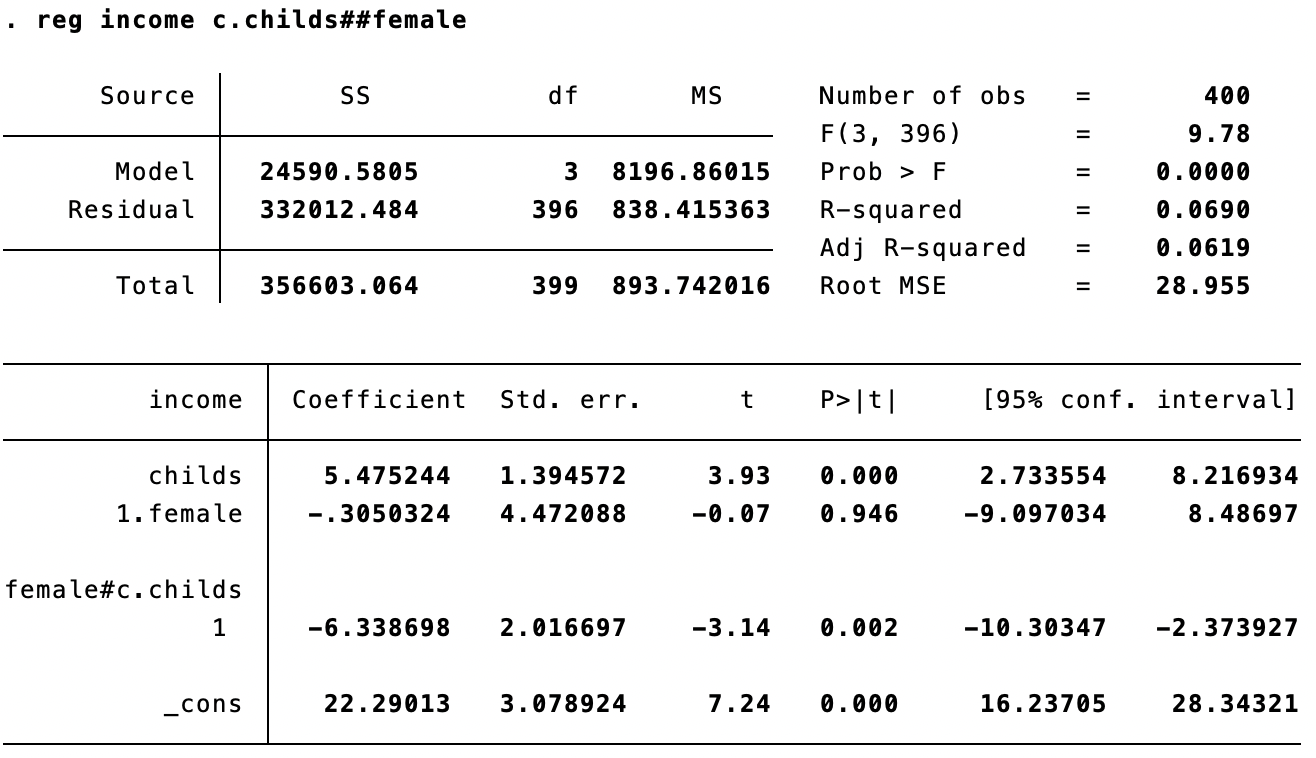 . reg income c.childs##female
Source | SS df MS Number of obs = 400
F(3, 396) = 9.78
Model | 24590.5805 3 8196.86015 Prob > F = 0.0000
Residual | 332012.484 396 838.415363 R-squared = 0.0690
Adj R-squared = 0.0619
Total | 356603.064 399 893.742016 Root MSE = 28.955
income | Coefficient Std. err. t P>|t| [95% conf. interval]
childs | 5.475244 1.394572 3.93 0.000 2.733554 8.216934
1.female | -.3050324 4.472088 -0.07 0.946 -9.097034 8.48697
female#c.childs |
1 | -6.338698 2.016697 -3.14 0.002 -10.30347 -2.373927
_cons | 22.29013 3.078924 7.24 0.000 16.23705 28.34321